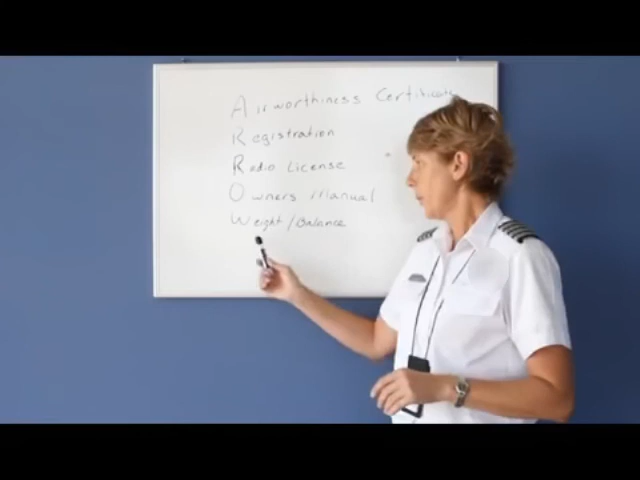 Airworthiness Certificate
Registration
Radio License
Owners Manual
Weight/Balance